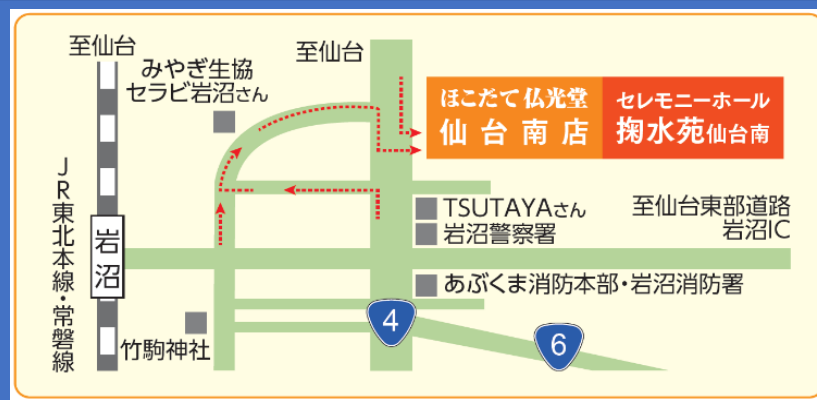 至仙台
至仙台
みやぎ生協
セラビ岩沼さん
ほこだて仏光堂
仙台南店
セレモニーホール
掬水苑仙台南
JR東北本線・常磐線
岩沼
TSUTAYAさん
岩沼警察署
至仙台東部道路
岩沼IC
あぶくま消防本部・岩沼消防署
4
6
竹駒神社